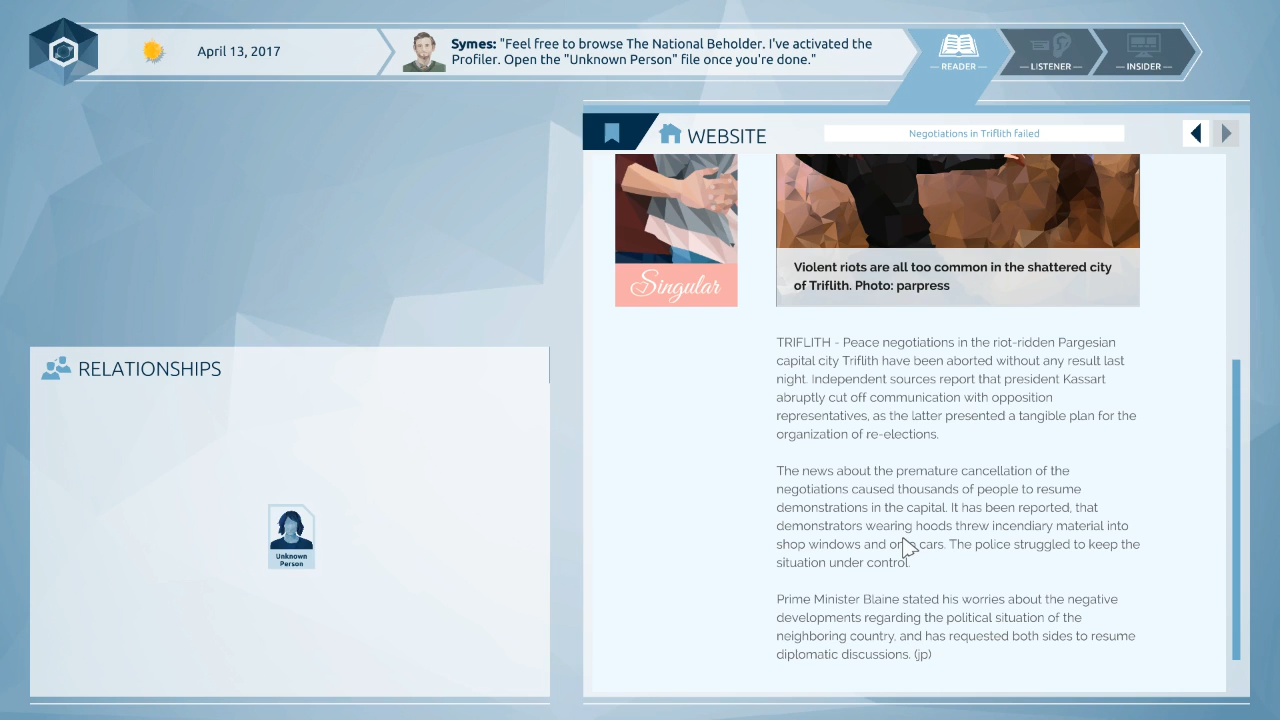 April 13, 2017
Symes: "Feel free to browse The National Beholder. I've activated the
Profiler. Open the "Unknown Person" file once you're done."
READER
LISTENER
INSIDER
WEBSITE
Negotiations in Triflith failed
Singular
Violent riots are all too common in the shattered city
of Triflith. Photo: parpress
RELATIONSHIPS
Unknown
Person
TRIFLITH - Peace negotiations in the riot-ridden Pargesian
capital city Triflith have been aborted without any result last
night. Independent sources report that president Kassart
abruptly cut off communication with opposition
representatives, as the latter presented a tangible plan for the
organization of re-elections.
The news about the premature cancellation of the
negotiations caused thousands of people to resume
demonstrations in the capital. It has been reported, that
demonstrators wearing hoods threw incendiary material into
shop windows and cars. The police struggled to keep the
situation under control.
Prime Minister Blaine stated his worries about the negative
developments regarding the political situation of the
neighboring country, and has requested both sides to resume
diplomatic discussions. (jp)